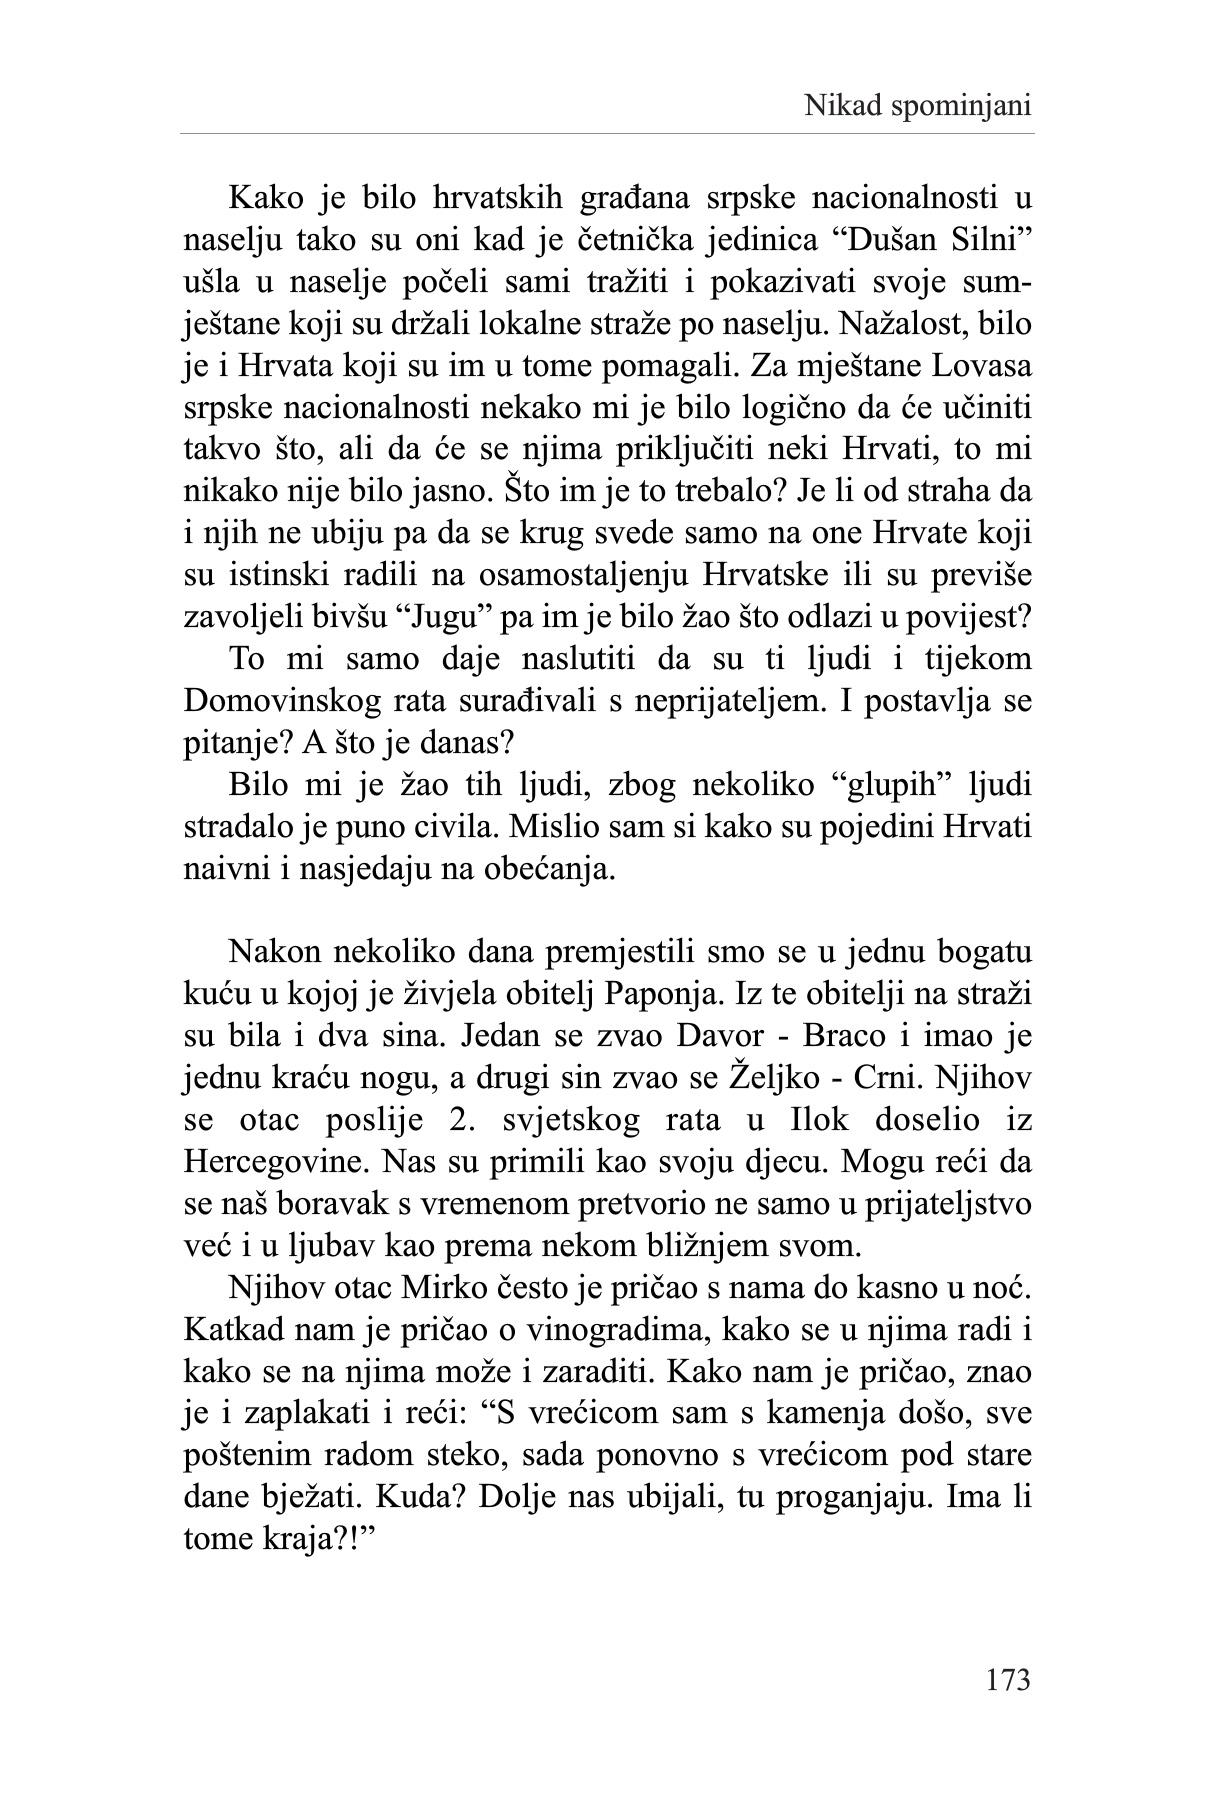 Nikad spominjani
Kako je bilo hrvatskih građana srpske nacionalnosti u
naselju tako su oni kad je četnička jedinica “Dušan Silni”
ušla u naselje počeli sami tražiti i pokazivati svoje sum-
ještane koji su držali lokalne straže po naselju. Nažalost, bilo
je i Hrvata koji su im u tome pomagali. Za mještane Lovasa
srpske nacionalnosti nekako mi je bilo logično da će učiniti
takvo što, ali da će se njima priključiti neki Hrvati, to mi
nikako nije bilo jasno. Što im je to trebalo? Je li od straha da
i njih ne ubiju pa da se krug svede samo na one Hrvate koji
su istinski radili na osamostaljenju Hrvatske ili su previše
zavoljeli bivšu “Jugu” pa im je bilo žao što odlazi u povijest?
To mi samo daje naslutiti da su ti ljudi i tijekom
Domovinskog rata surađivali s neprijateljem. I postavlja se
pitanje? A što je danas?
Bilo mi je žao tih ljudi, zbog nekoliko “glupih” ljudi
stradalo je puno civila. Mislio sam si kako su pojedini Hrvati
naivni i nasjedaju na obećanja.
Nakon nekoliko dana premjestili smo se u jednu bogatu
kuću u kojoj je živjela obitelj Paponja. Iz te obitelji na straži
su bila i dva sina. Jedan se zvao Davor - Braco i imao je
jednu kraću nogu, a drugi sin zvao se Željko - Crni. Njihov
se otac poslije 2. svjetskog rata u Ilok doselio iz
Hercegovine. Nas su primili kao svoju djecu. Mogu reći da
se naš boravak s vremenom pretvorio ne samo u prijateljstvo
već i u ljubav kao prema nekom bližnjem svom.
Njihov otac Mirko često je pričao s nama do kasno u noć.
Katkad nam je pričao o vinogradima, kako se u njima radi i
kako se na njima može i zaraditi. Kako nam je pričao, znao
je i zaplakati i reći: “S vrećicom sam s kamenja došo, sve
poštenim radom steko, sada ponovno s vrećicom pod stare
dane bježati. Kuda? Dolje nas ubijali, tu proganjaju. Ima li
tome kraja?!”
173